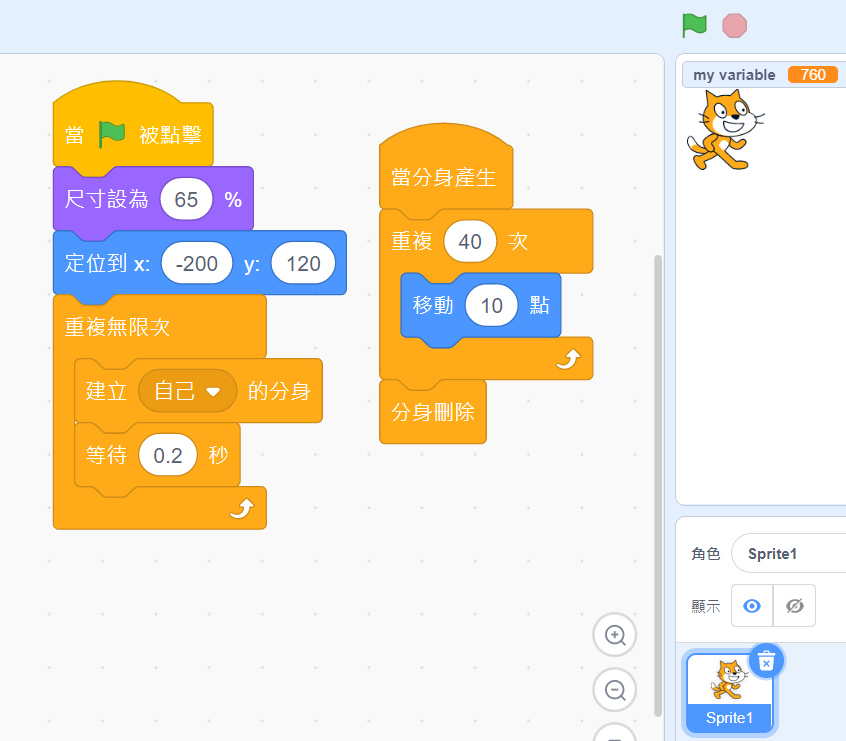 當 被點擊
尺寸設為 65 %
定位到 x: -200 y: 120
重複無限次
建立 自己 的分身
等待 0.2 秒
當分身產生
重複 40 次
移動 10 點
分身刪除
my variable 760
角色 Sprite1
顯示
Sprite1